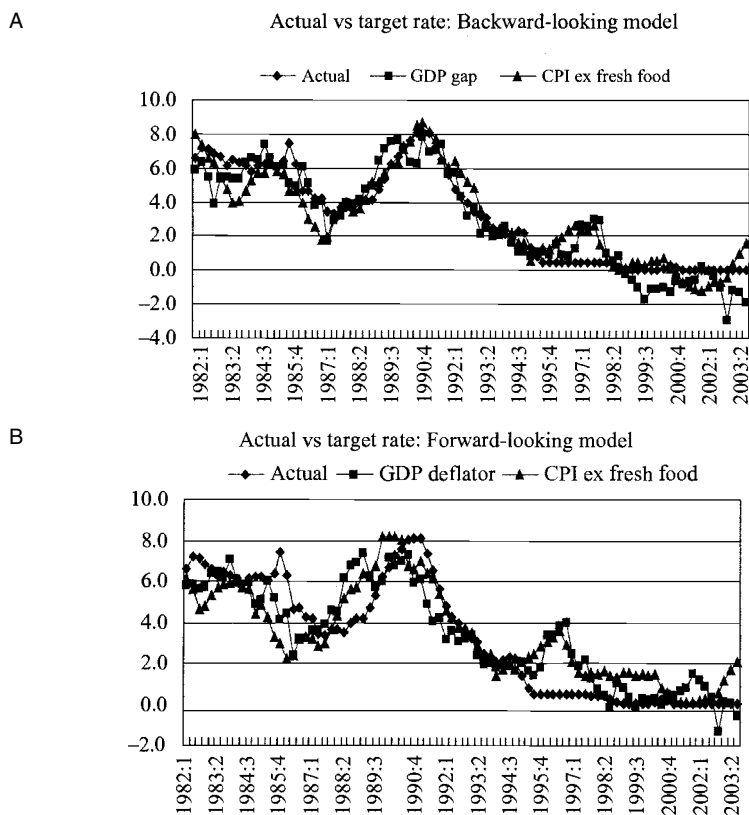 A
Actual vs target rate: Backward-looking model
Actual GDP gap CPI ex fresh food
10.0
8.0
6.0
4.0
2.0
0.0
−2.0
−4.0
1982:1 1983:2 1984:3 1985:4 1987:1 1988:2 1989:3 1990:4 1992:1 1993:2 1994:3 1995:4 1997:1 1998:2 1999:3 2000:4 2002:1 2003:2
B
Actual vs target rate: Forward-looking model
Actual GDP deflator CPI ex fresh food
10.0
8.0
6.0
4.0
2.0
0.0
−2.0
1982:1 1983:2 1984:3 1985:4 1987:1 1988:2 1989:3 1990:4 1992:1 1993:2 1994:3 1995:4 1997:1 1998:2 1999:3 2000:4 2002:1 2003:2